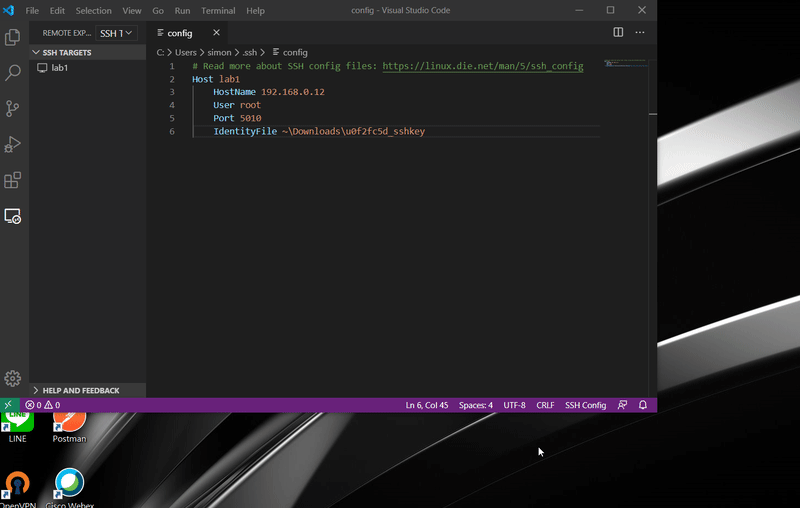 File Edit Selection View Go Run Terminal Help config - Visual Studio Code
REMOTE EXP... SSH T
config
SSH TARGETS
lab1
C: > Users > simon > .ssh > config
1 # Read more about SSH config files: https://linux.die.net/man/5/ssh_config
2 Host lab1
3 HostName 192.168.0.12
4 User root
5 Port 5010
6 IdentityFile ~\Downloads\u0f2fc5d_sshkey
HELP AND FEEDBACK
0 0 Ln 6, Col 45 Spaces: 4 UTF-8 CRLF SSH Config
LINE Postman
OpenVPN Cisco Webex